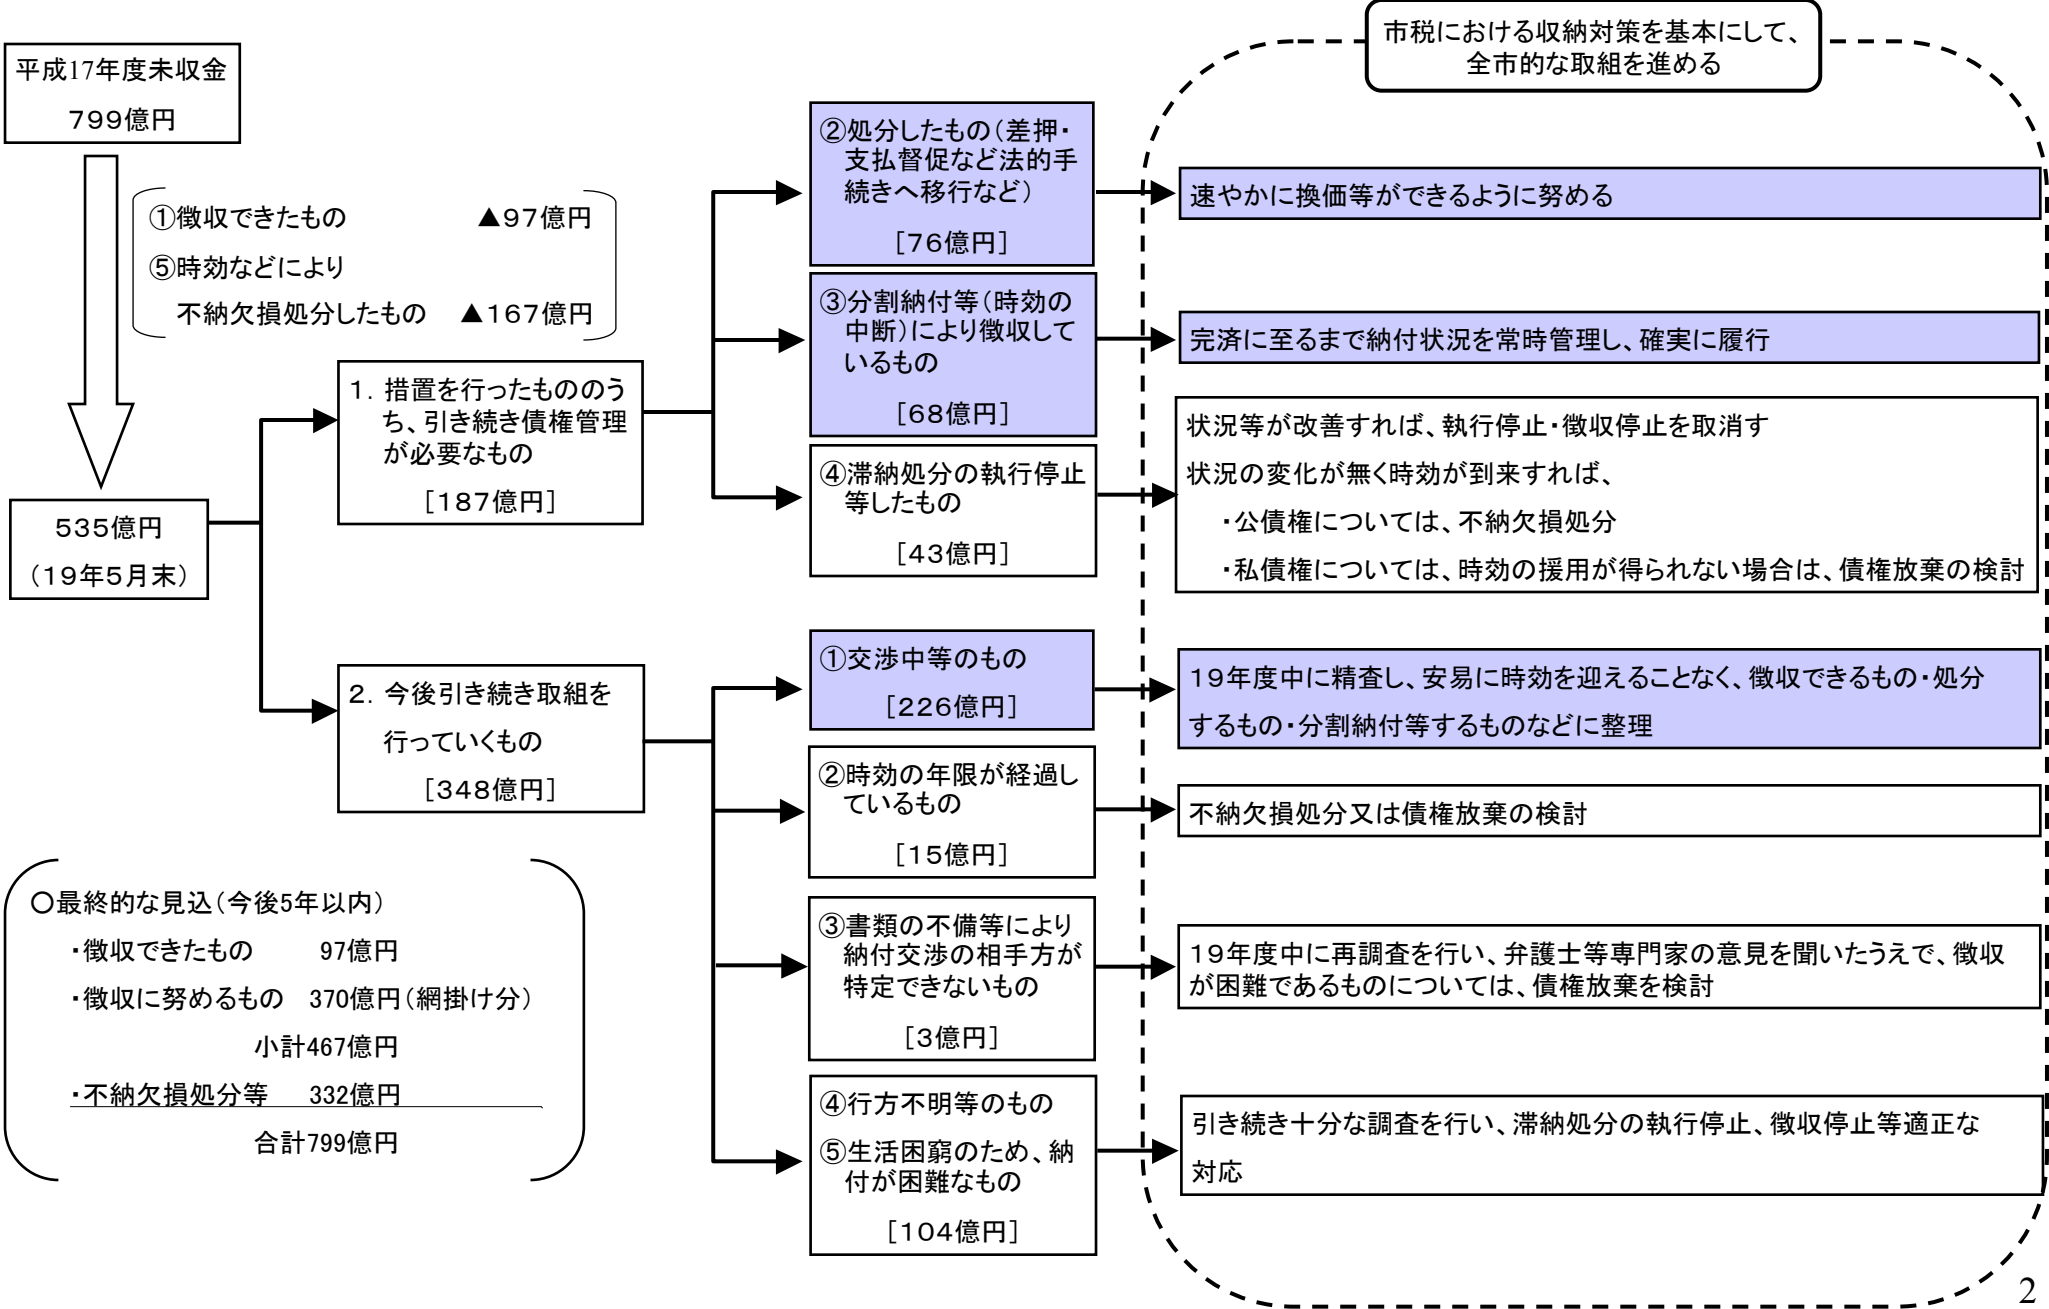 市税における収納対策を基本にして、
全市的な取組を進める
平成17年度未収金
799億円
①徴収できたもの ▲97億円
⑤時効などにより
不納欠損処分したもの ▲167億円
535億円
(19年5月末)
1. 措置を行ったもののう
ち、引き続き債権管理
が必要なもの
[187億円]
②処分したもの(差押・
支払督促など法的手
続きへ移行など)
[76億円]
速やかに換価等ができるように努める
③分割納付等(時効の
中断)により徴収して
いるもの
[68億円]
完済に至るまで納付状況を常時管理し、確実に履行
④滞納処分の執行停止
等したもの
[43億円]
状況等が改善すれば、執行停止・徴収停止を取消す
状況の変化が無く時効が到来すれば、
・公債権については、不納欠損処分
・私債権については、時効の援用が得られない場合は、債権放棄の検討
2. 今後引き続き取組を
行っていくもの
[348億円]
①交渉中等のもの
[226億円]
19年度中に精査し、安易に時効を迎えることなく、徴収できるもの・処分
するもの・分割納付等するものなどに整理
②時効の年限が経過し
ているもの
[15億円]
不納欠損処分又は債権放棄の検討
③書類の不備等により
納付交渉の相手方が
特定できないもの
[3億円]
19年度中に再調査を行い、弁護士等専門家の意見を聞いたうえで、徴収
が困難であるものについては、債権放棄を検討
④行方不明等のもの
⑤生活困窮のため、納
付が困難なもの
[104億円]
引き続き十分な調査を行い、滞納処分の執行停止、徴収停止等適正な
対応
○最終的な見込(今後5年以内)
・徴収できたもの 97億円
・徴収に努めるもの 370億円(網掛け分)
小計467億円
・不納欠損処分等 332億円
合計799億円
2